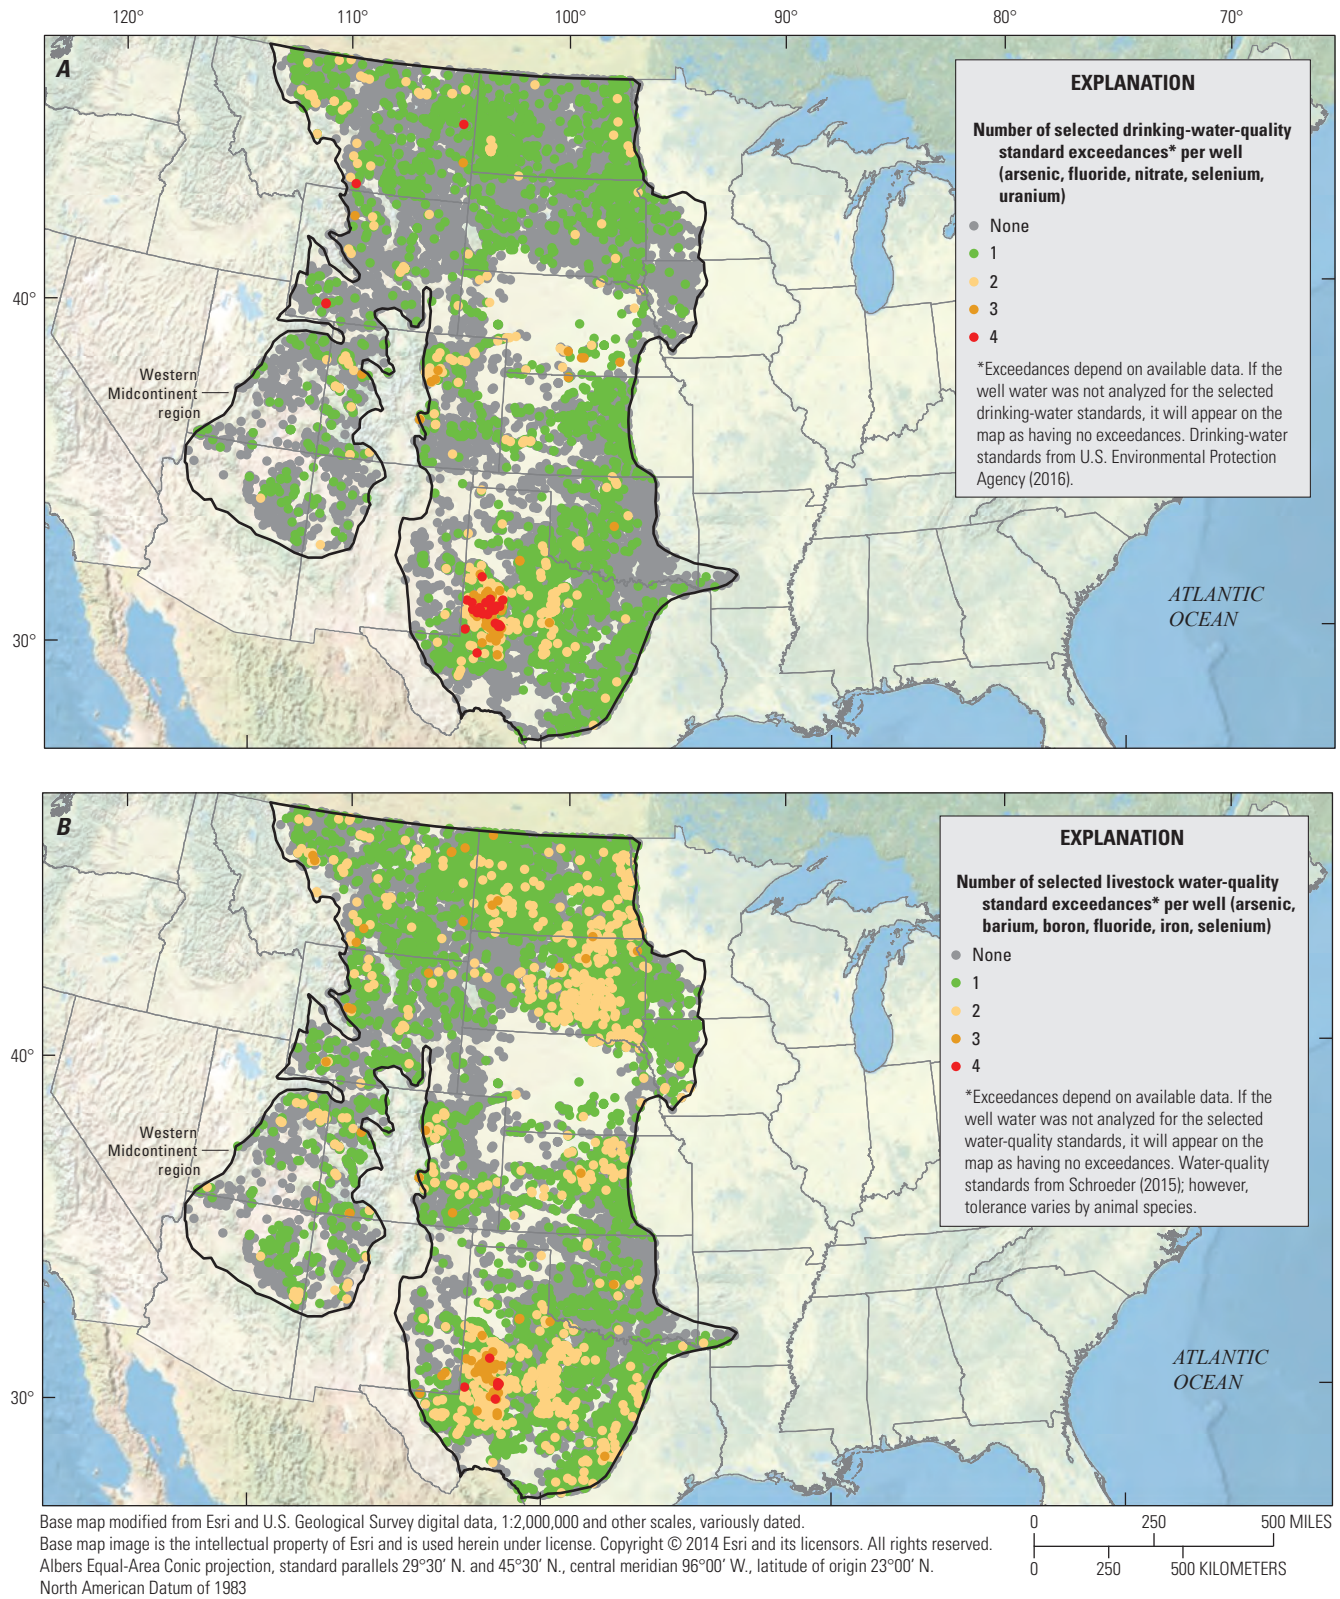 120°
110°
100°
90°
80°
70°
A
40°
30°
Western
Midcontinent
region
EXPLANATION
Number of selected drinking-water-quality
standard exceedances* per well
(arsenic, fluoride, nitrate, selenium,
uranium)
None
1
2
3
4
*Exceedances depend on available data. If the
well water was not analyzed for the selected
drinking-water standards, it will appear on the
map as having no exceedances. Drinking-water
standards from U.S. Environmental Protection
Agency (2016).
ATLANTIC
OCEAN
B
40°
30°
Western
Midcontinent
region
EXPLANATION
Number of selected livestock water-quality
standard exceedances* per well (arsenic,
barium, boron, fluoride, iron, selenium)
None
1
2
3
4
*Exceedances depend on available data. If the
well water was not analyzed for the selected
water-quality standards, it will appear on the
map as having no exceedances. Water-quality
standards from Schroeder (2015); however,
tolerance varies by animal species.
ATLANTIC
OCEAN
Base map modified from Esri and U.S. Geological Survey digital data, 1:2,000,000 and other scales, variously dated.
Base map image is the intellectual property of Esri and is used herein under license. Copyright © 2014 Esri and its licensors. All rights reserved.
Albers Equal-Area Conic projection, standard parallels 29°30′ N. and 45°30′ N., central meridian 96°00′ W., latitude of origin 23°00′ N.
North American Datum of 1983
0 250 500 MILES
0 250 500 KILOMETERS